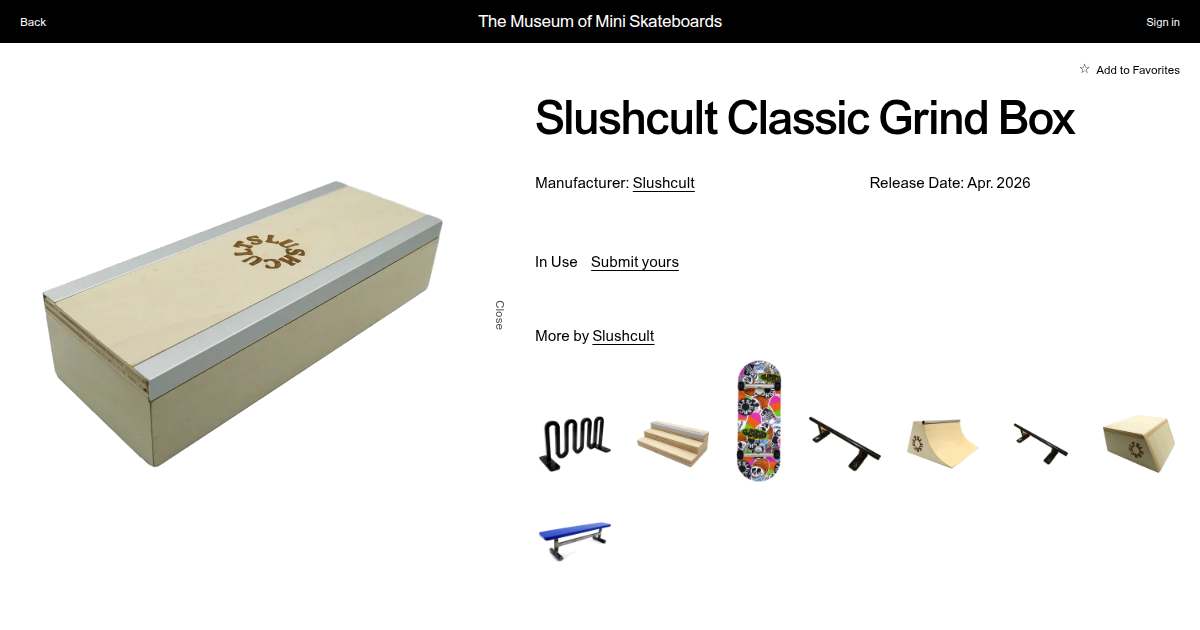 Back
The Museum of Mini Skateboards
Sign in
☆ Add to Favorites
Slushcult Classic Grind Box
Manufacturer: Slushcult
Release Date: Apr. 2026
SLUSHCULT
In Use Submit yours
Close
More by Slushcult